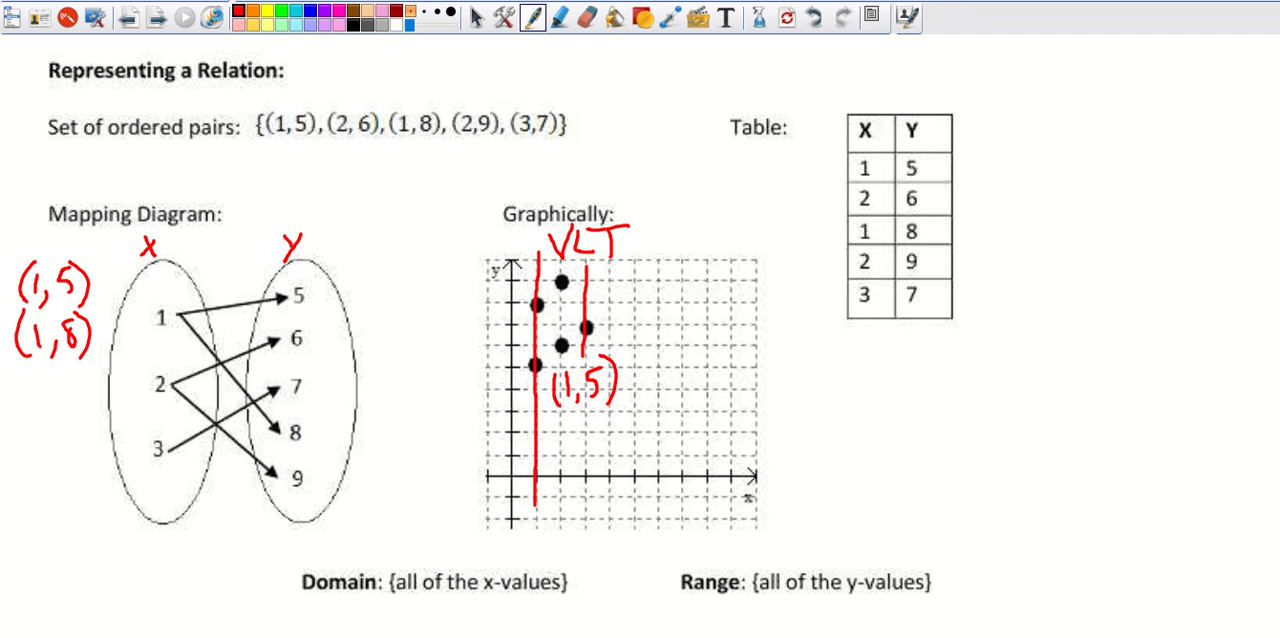 Representing a Relation:
Set of ordered pairs: {(1,5), (2, 6), (1,8), (2,9), (3,7)}
Table:
X Y
1 5
2 6
1 8
2 9
3 7
Mapping Diagram:
X
Y
(1,5)
(1,8)
1
2
3
5
6
7
8
9
Graphically:
VLT
y
(1,5)
x
Domain: {all of the x-values}
Range: {all of the y-values}